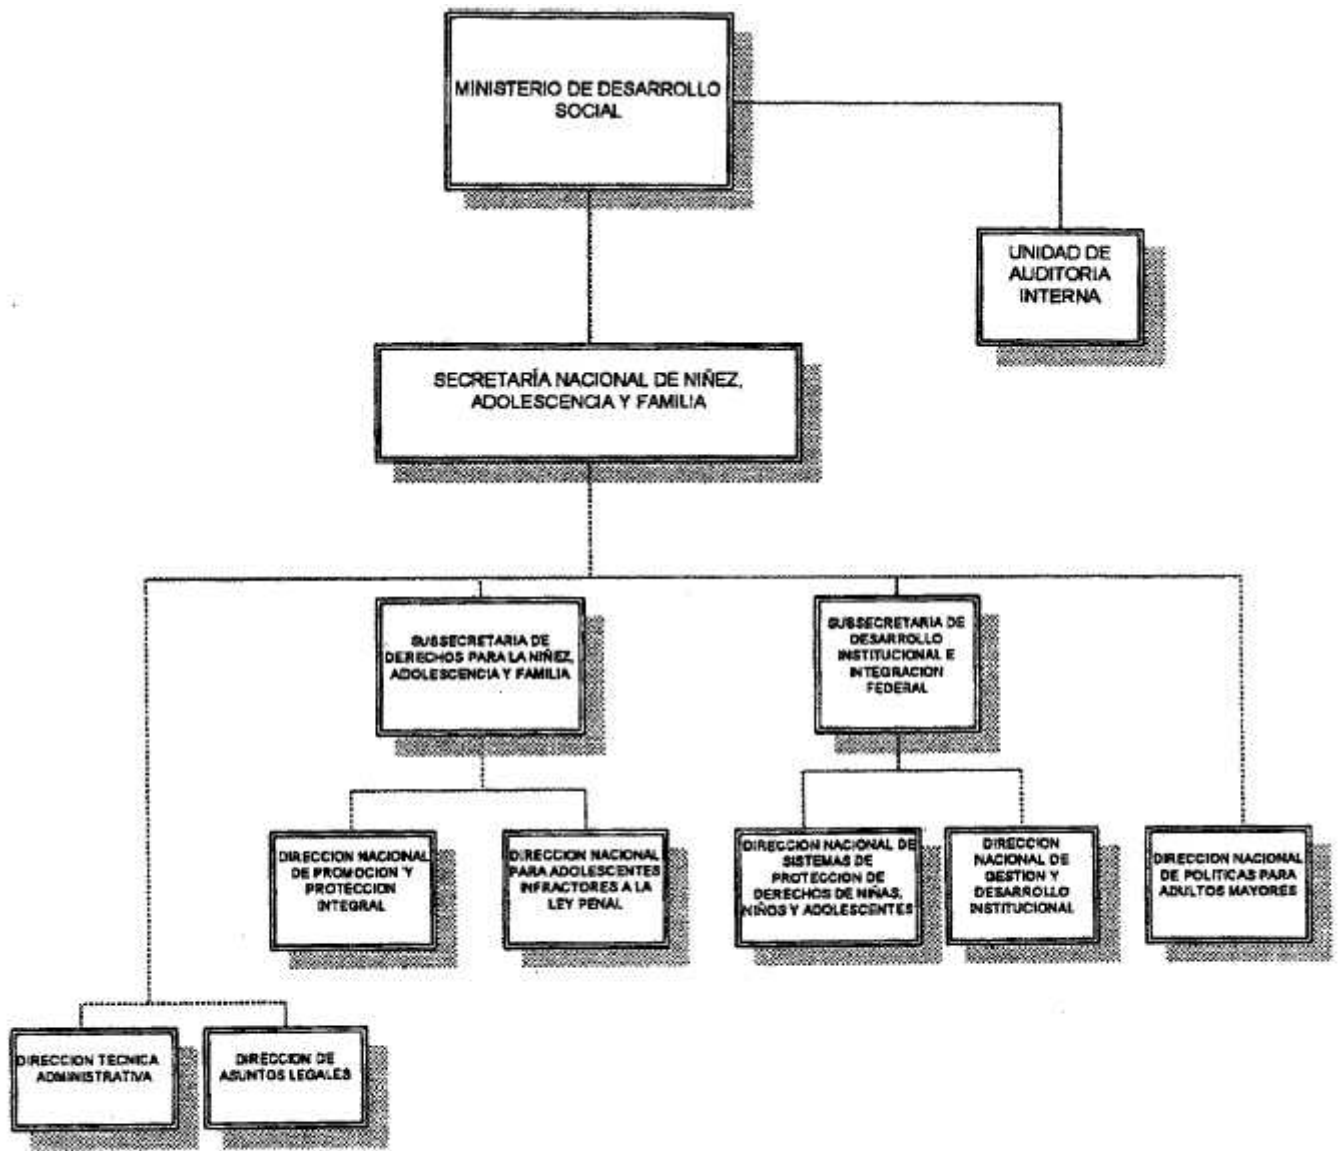 MINISTERIO DE DESARROLLO
SOCIAL
UNIDAD DE
AUDITORIA
INTERNA
SECRETARÍA NACIONAL DE NIÑEZ,
ADOLESCENCIA Y FAMILIA
SUBSECRETARIA DE
DERECHOS PARA LA NIÑEZ,
ADOLESCENCIA Y FAMILIA
SUBSECRETARIA DE
DESARROLLO
INSTITUCIONAL E
INTEGRACION
FEDERAL
DIRECCION NACIONAL
DE PROMOCION Y
PROTECCION
INTEGRAL
DIRECCION NACIONAL
PARA ADOLESCENTES
INFRACTORES A LA
LEY PENAL
DIRECCION NACIONAL DE
SISTEMAS DE
PROTECCION DE
DERECHOS DE NIÑAS,
NIÑOS Y ADOLESCENTES
DIRECCION
NACIONAL DE
GESTION Y
DESARROLLO
INSTITUCIONAL
DIRECCION NACIONAL
DE POLITICAS PARA
ADULTOS MAYORES
DIRECCION TECNICA
ADMINISTRATIVA
DIRECCION DE
ASUNTOS LEGALES